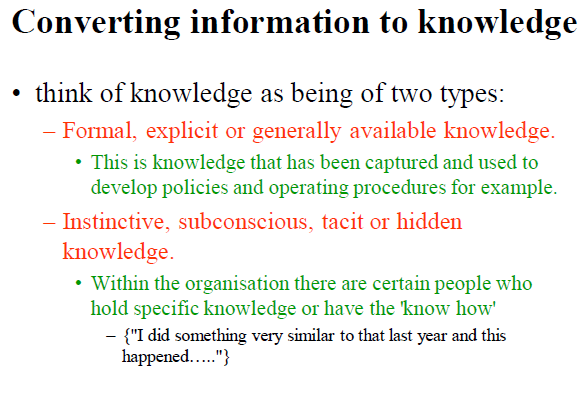 Converting information to knowledge
• think of knowledge as being of two types:
– Formal, explicit or generally available knowledge.
• This is knowledge that has been captured and used to
develop policies and operating procedures for example.
– Instinctive, subconscious, tacit or hidden
knowledge.
• Within the organisation there are certain people who
hold specific knowledge or have the 'know how'
– {"I did something very similar to that last year and this
happened….."}